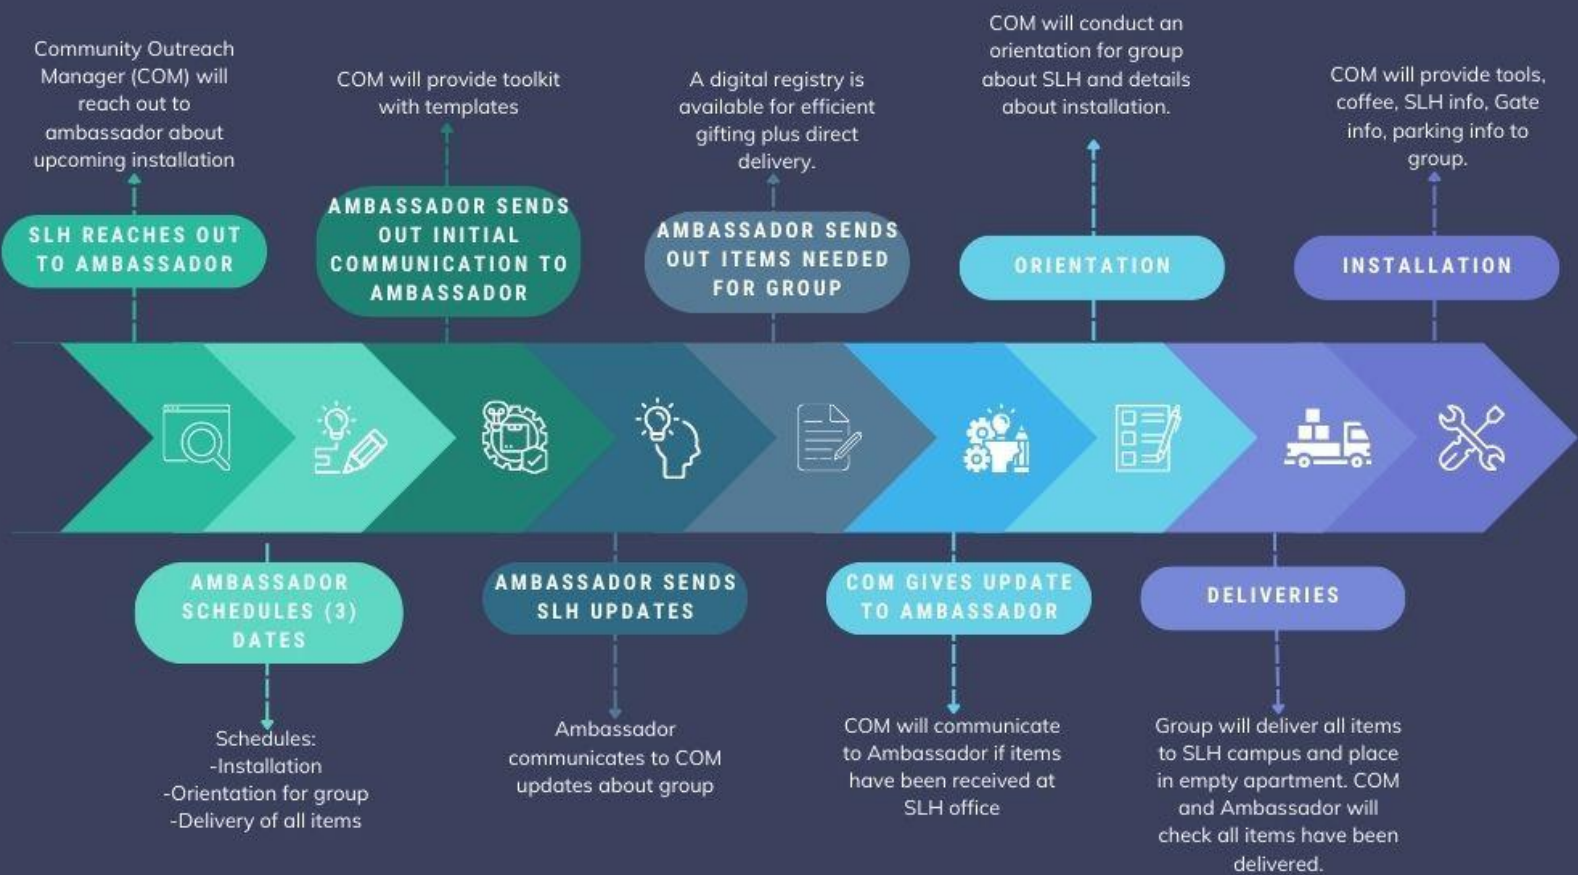 Community Outreach
Manager (COM) will
reach out to
ambassador about
upcoming installation
SLH REACHES OUT
TO AMBASSADOR
AMBASSADOR
SCHEDULES (3)
DATES
Schedules:
-Installation
-Orientation for group
-Delivery of all items
COM will provide toolkit
with templates
AMBASSADOR SENDS
OUT INITIAL
COMMUNICATION TO
AMBASSADOR
AMBASSADOR SENDS
SLH UPDATES
Ambassador
communicates to COM
updates about group
A digital registry is
available for efficient
gifting plus direct
delivery.
AMBASSADOR SENDS
OUT ITEMS NEEDED
FOR GROUP
COM GIVES UPDATE
TO AMBASSADOR
COM will communicate
to Ambassador if items
have been received at
SLH office
COM will conduct an
orientation for group
about SLH and details
about installation.
ORIENTATION
DELIVERIES
Group will deliver all items
to SLH campus and place
in empty apartment. COM
and Ambassador will
check all items have been
delivered.
COM will provide tools,
coffee, SLH info, Gate
info, parking info to
group.
INSTALLATION